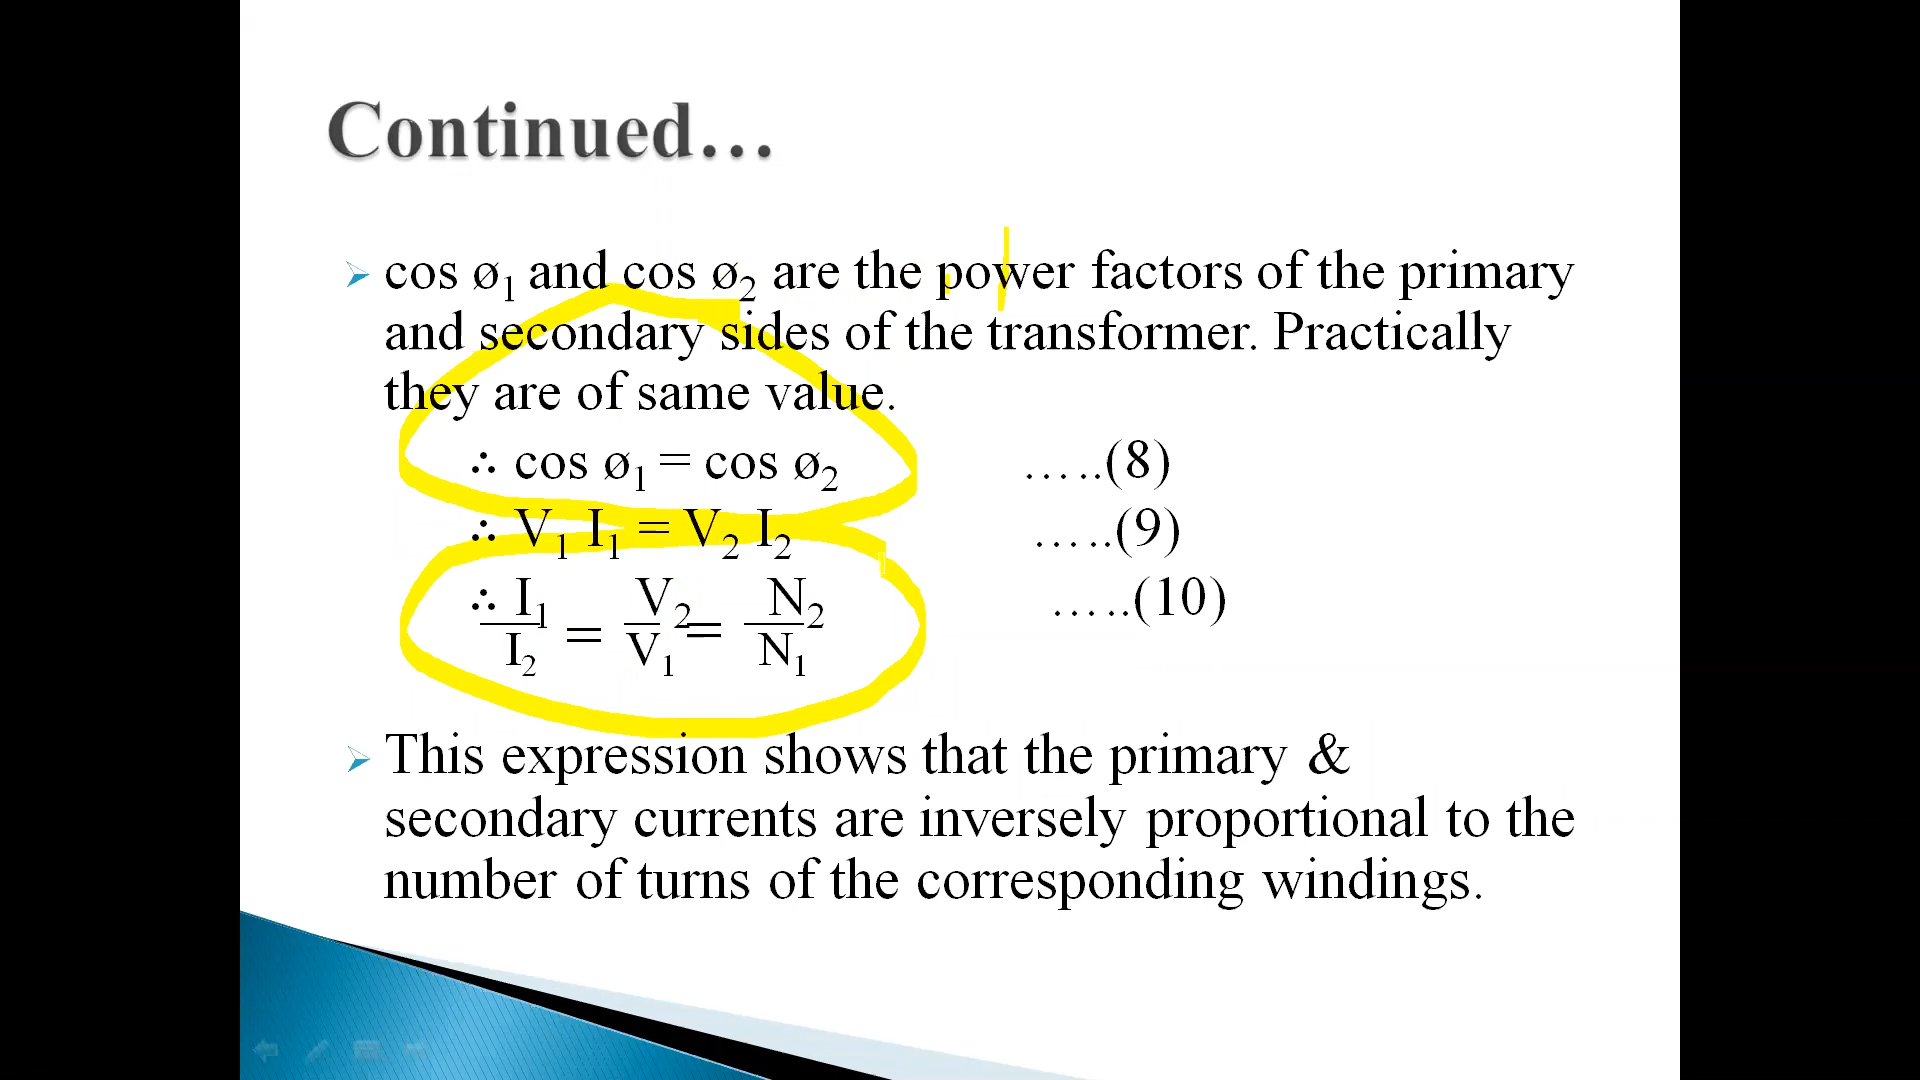 Continued…
cos ø₁ and cos ø₂ are the power factors of the primary
and secondary sides of the transformer. Practically
they are of same value.
∴ cos ø₁ = cos ø₂ …..(8)
∴ V₁ I₁ = V₂ I₂ …..(9)
∴ I₁ V₂ N₂ …..(10)
= =
I₂ V₁ N₁
This expression shows that the primary &
secondary currents are inversely proportional to the
number of turns of the corresponding windings.